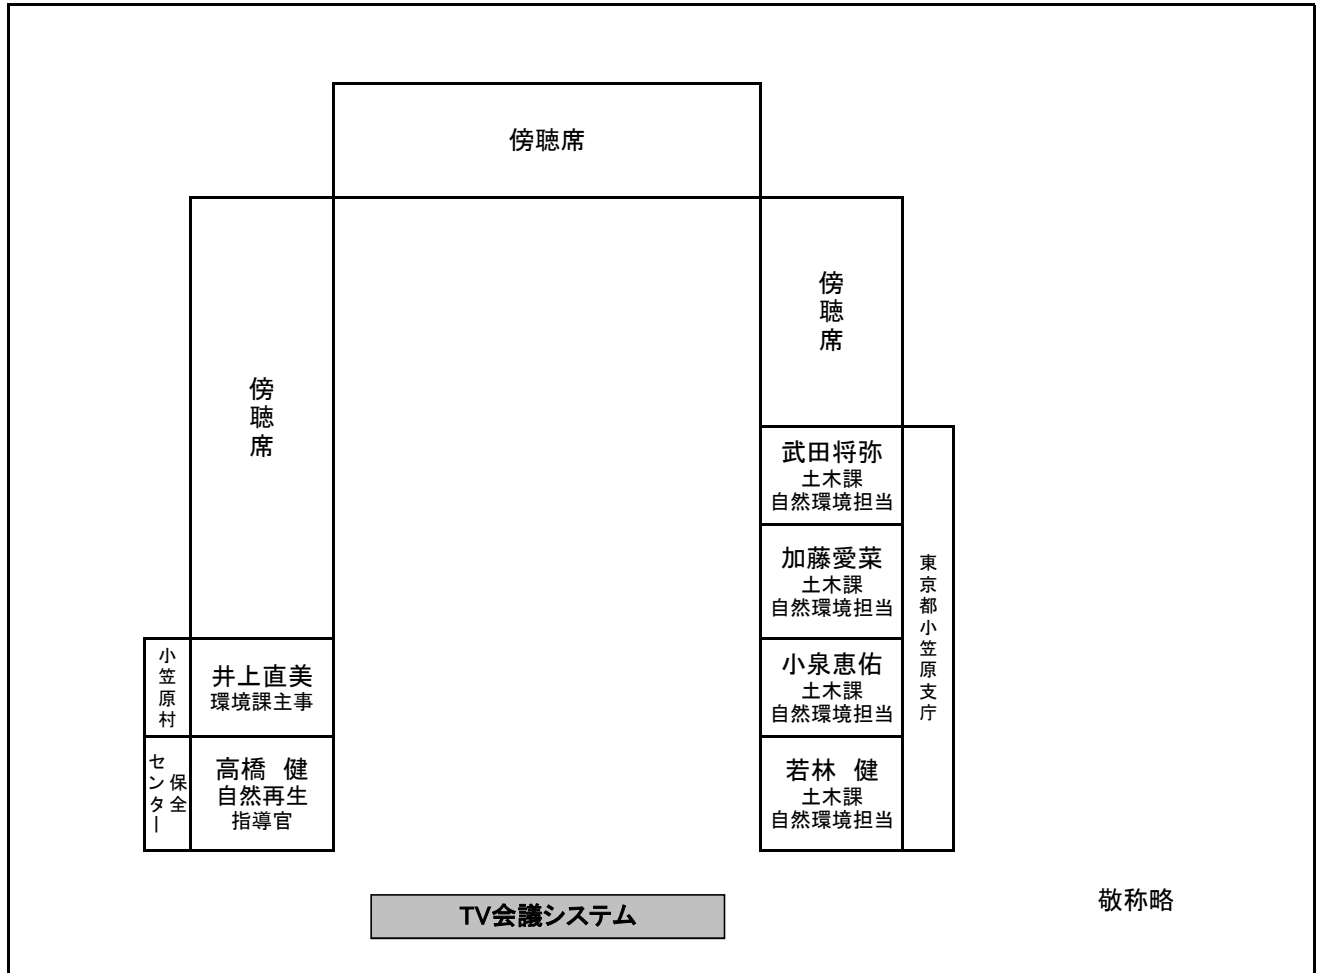 傍聴席
傍聴席
傍聴席
武田将弥
土木課
自然環境担当
加藤愛菜
土木課
自然環境担当
小泉恵佑
土木課
自然環境担当
若林　健
土木課
自然環境担当
東京都小笠原支庁
小笠原村
井上直美
環境課主事
保全
センター
高橋　健
自然再生
指導官
TV会議システム
敬称略